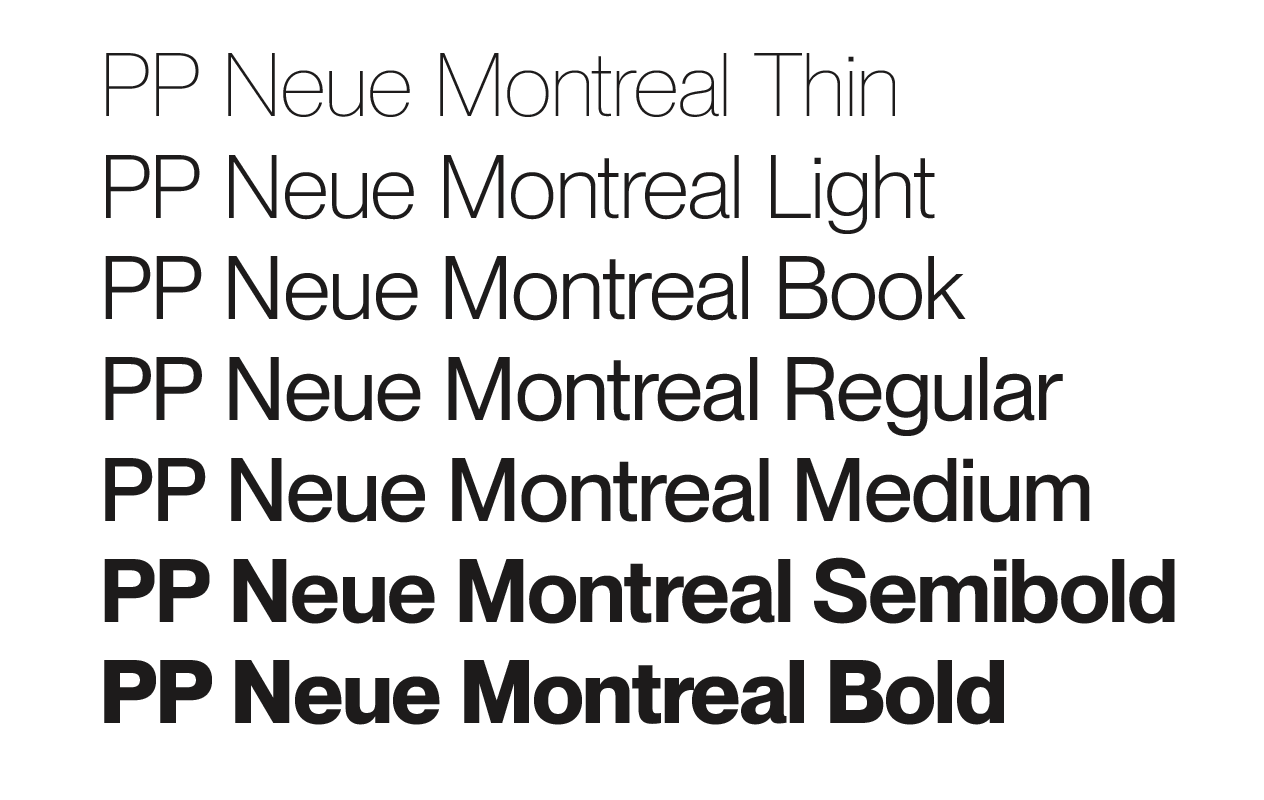 PP Neue Montreal Thin
PP Neue Montreal Light
PP Neue Montreal Book
PP Neue Montreal Regular
PP Neue Montreal Medium
PP Neue Montreal Semibold
PP Neue Montreal Bold